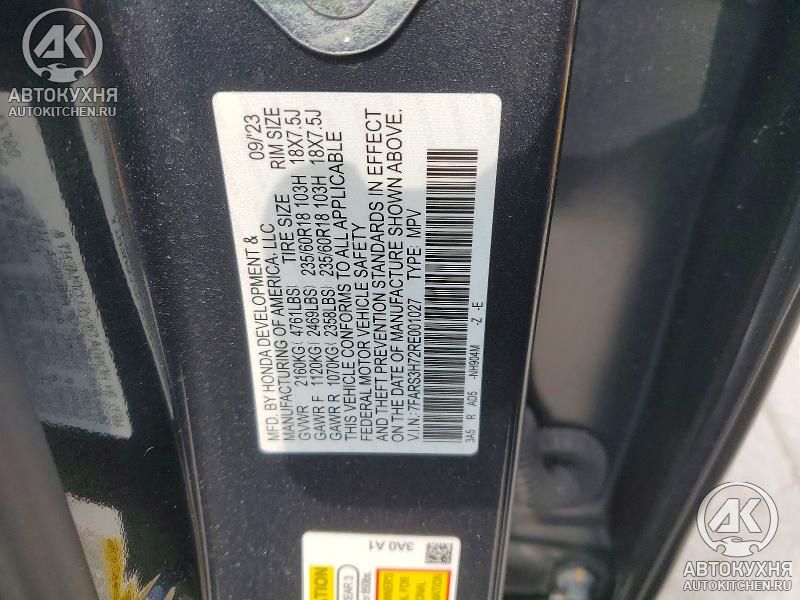 AK
АВТОКУХНЯ
AUTOKITCHEN.RU
MFD. BY HONDA DEVELOPMENT & 09/'23
MANUFACTURING OF AMERICA, LLC TIRE SIZE RIM SIZE
GVWR 2160KG( 4761LBS) 235/60R18 103H 18X7.5J
GAWR F 1120KG( 2469LBS) 235/60R18 103H 18X7.5J
GAWR R 1070KG( 2358LBS)
THIS VEHICLE CONFORMS TO ALL APPLICABLE
FEDERAL MOTOR VEHICLE SAFETY
AND THEFT PREVENTION STANDARDS IN EFFECT
ON THE DATE OF MANUFACTURE SHOWN ABOVE.
V.I.N.:7FARS3H72RE001027 TYPE: MPV
3A5 R AD5 -NH904M -Z -E
3A0 A1
AK
АВТОКУХНЯ
AUTOKITCHEN.RU